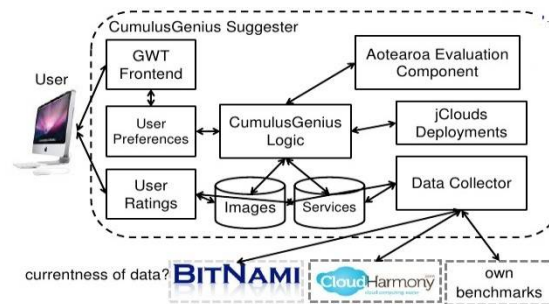 CumulusGenius Suggester
User
GWT
Frontend
Aotearoa Evaluation
Component
User
Preferences
CumulusGenius
Logic
jClouds
Deployments
User
Ratings
Images
Services
Data Collector
currentness of data?
BITNAMI
CloudHarmony
own
benchmarks